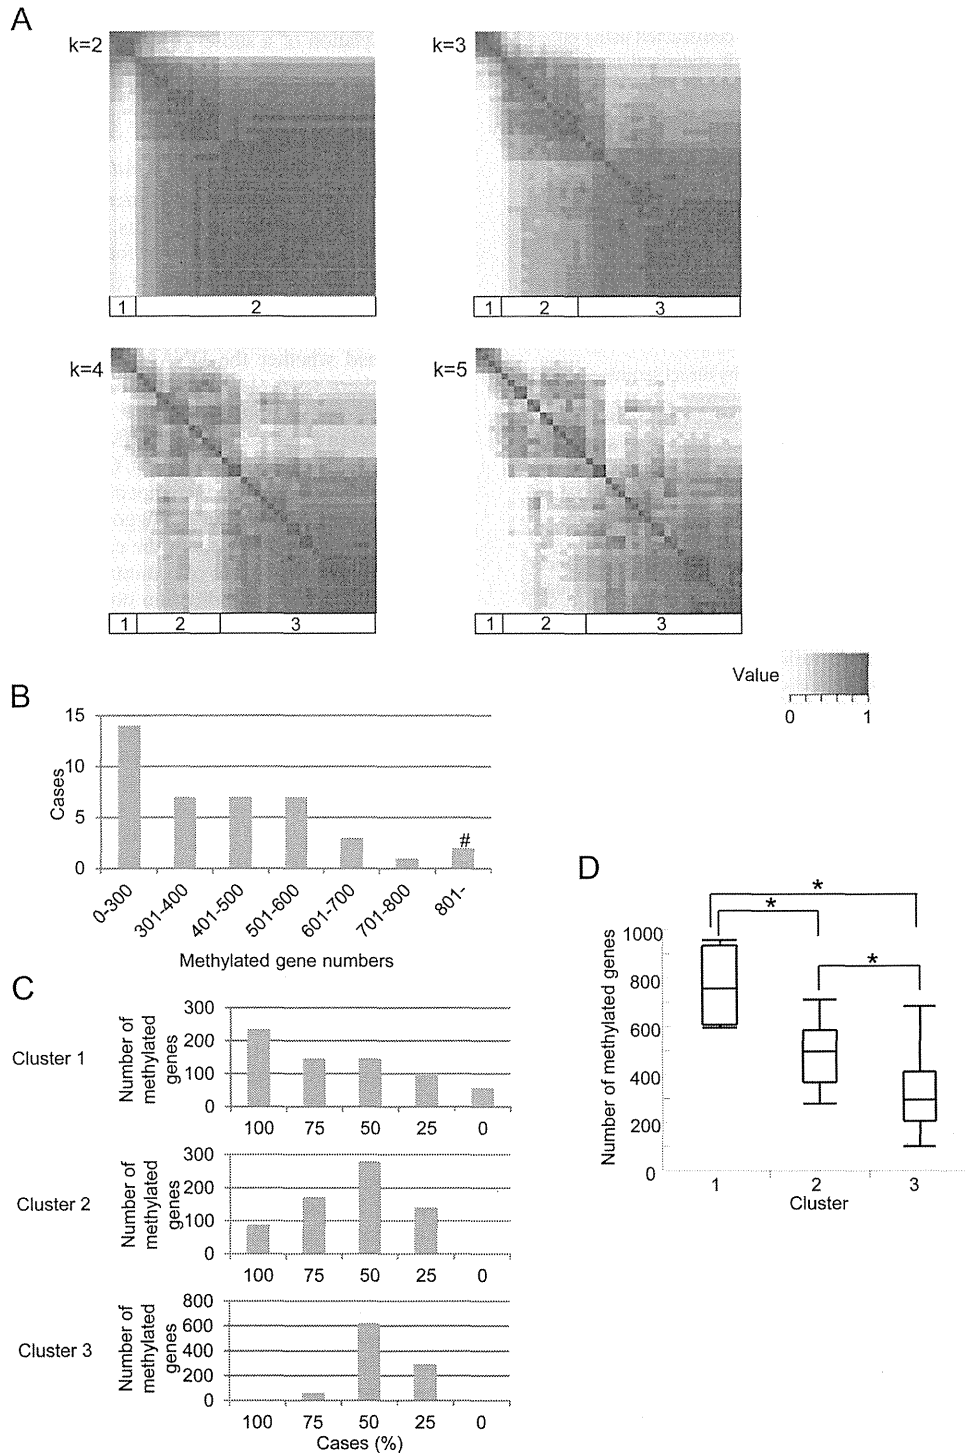 A
k=2
k=3
1 2
1 2 3
k=4
k=5
1 2 3
1 2 3
Value
0 1
B
Cases
15
10
5
0
#
0-300
301-400
401-500
501-600
601-700
701-800
801-
Methylated gene numbers
C
Cluster 1
Number of
methylated
genes
300
200
100
0
100 75 50 25 0
Cluster 2
Number of
methylated
genes
300
200
100
0
100 75 50 25 0
Cluster 3
Number of
methylated
genes
800
600
400
200
0
100 75 50 25 0
Cases (%)
D
*
*
*
Number of methylated genes
1000
800
600
400
200
0
1 2 3
Cluster